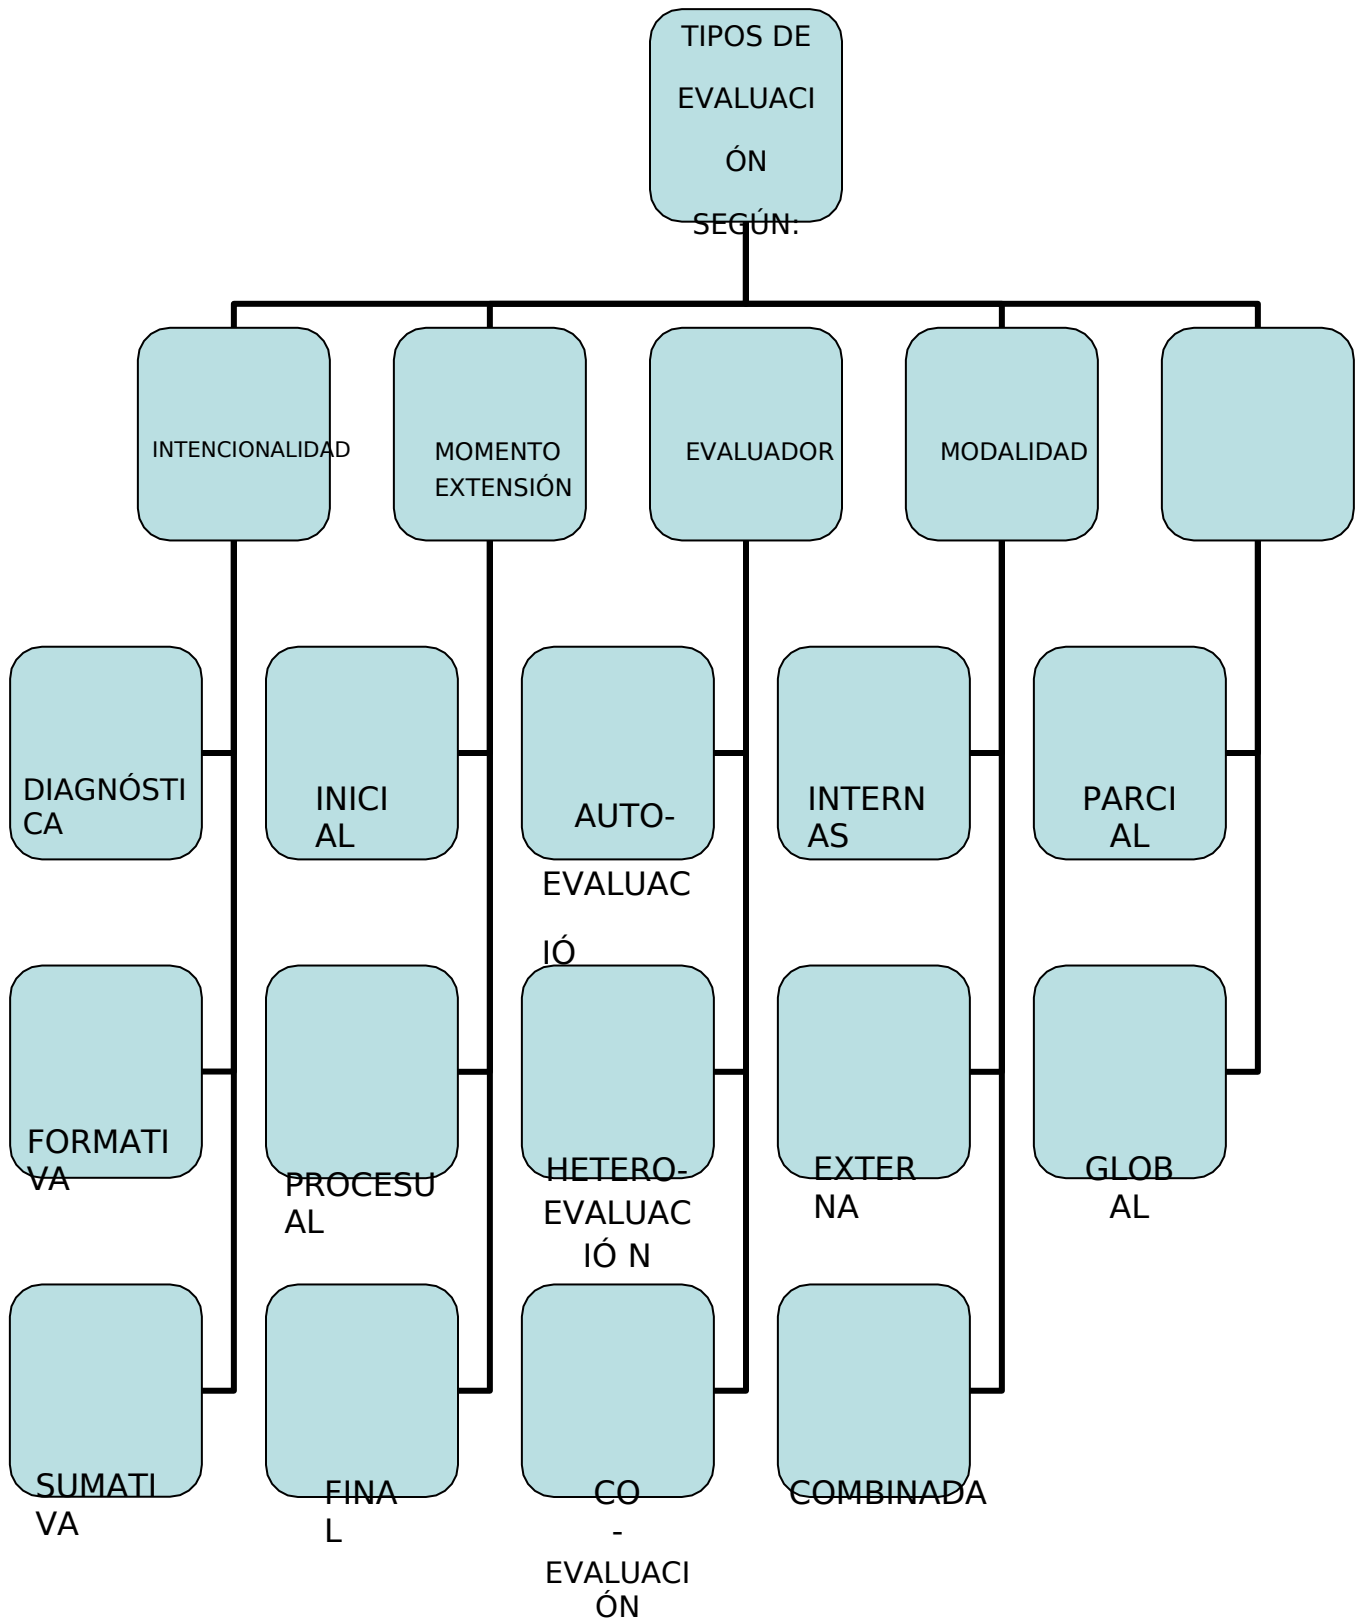 TIPOS DE
EVALUACI
ÓN
SEGÚN:
INTENCIONALIDAD
MOMENTO
EXTENSIÓN
EVALUADOR
MODALIDAD
DIAGNÓSTI
CA
INICI
AL
AUTO-
EVALUAC
IÓ
INTERN
AS
PARCI
AL
FORMATI
VA
PROCESU
AL
HETERO-
EVALUAC
IÓ N
EXTER
NA
GLOB
AL
SUMATI
VA
FINA
L
CO
-
EVALUACI
ÓN
COMBINADA